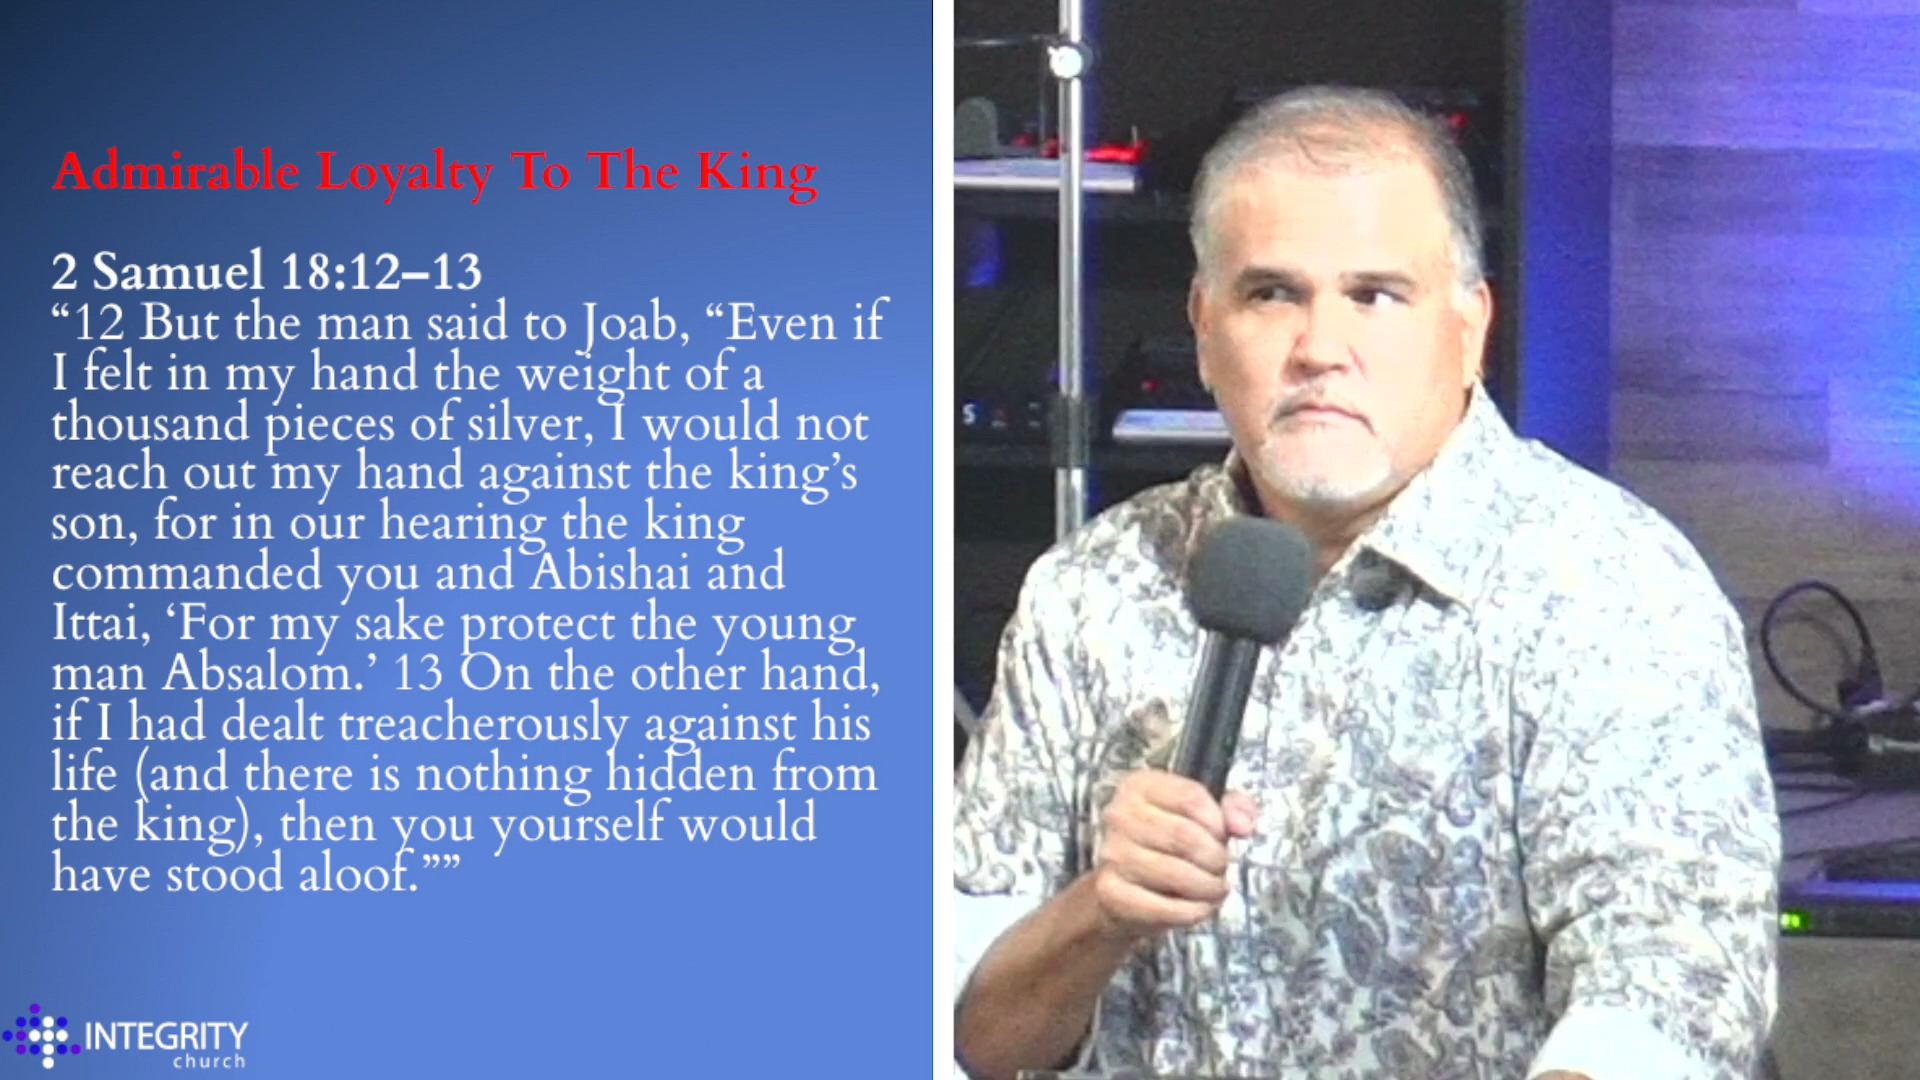 Admirable Loyalty To The King
2 Samuel 18:12–13
“12 But the man said to Joab, “Even if
I felt in my hand the weight of a
thousand pieces of silver, I would not
reach out my hand against the king’s
son, for in our hearing the king
commanded you and Abishai and
Ittai, ‘For my sake protect the young
man Absalom.’ 13 On the other hand,
if I had dealt treacherously against his
life (and there is nothing hidden from
the king), then you yourself would
have stood aloof.””
INTEGRITY
church